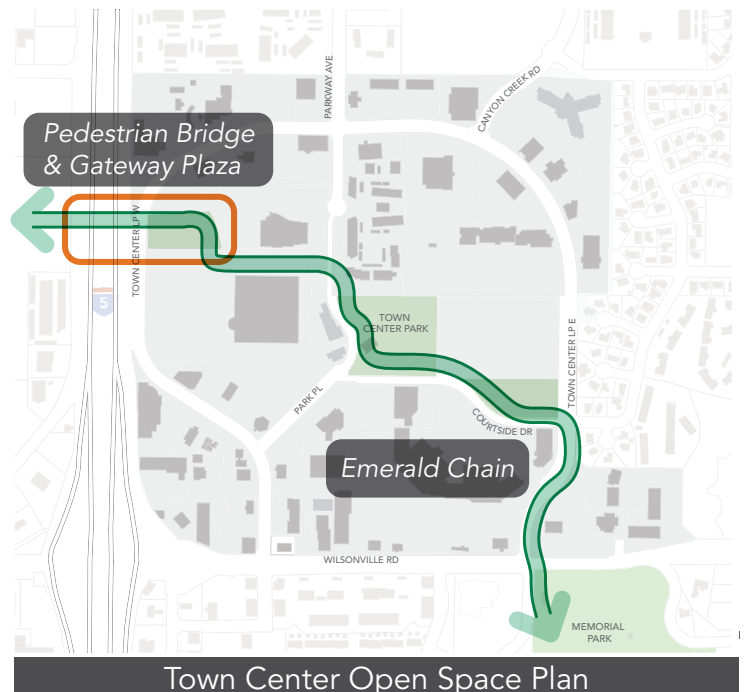 PARKWAY AVE
CANYON CREEK RD
Pedestrian Bridge
& Gateway Plaza
TOWN CENTER LP W
5
TOWN
CENTER PARK
TOWN CENTER LP E
PARK PL
COURTSIDE DR
Emerald Chain
WILSONVILLE RD
MEMORIAL
PARK
Town Center Open Space Plan